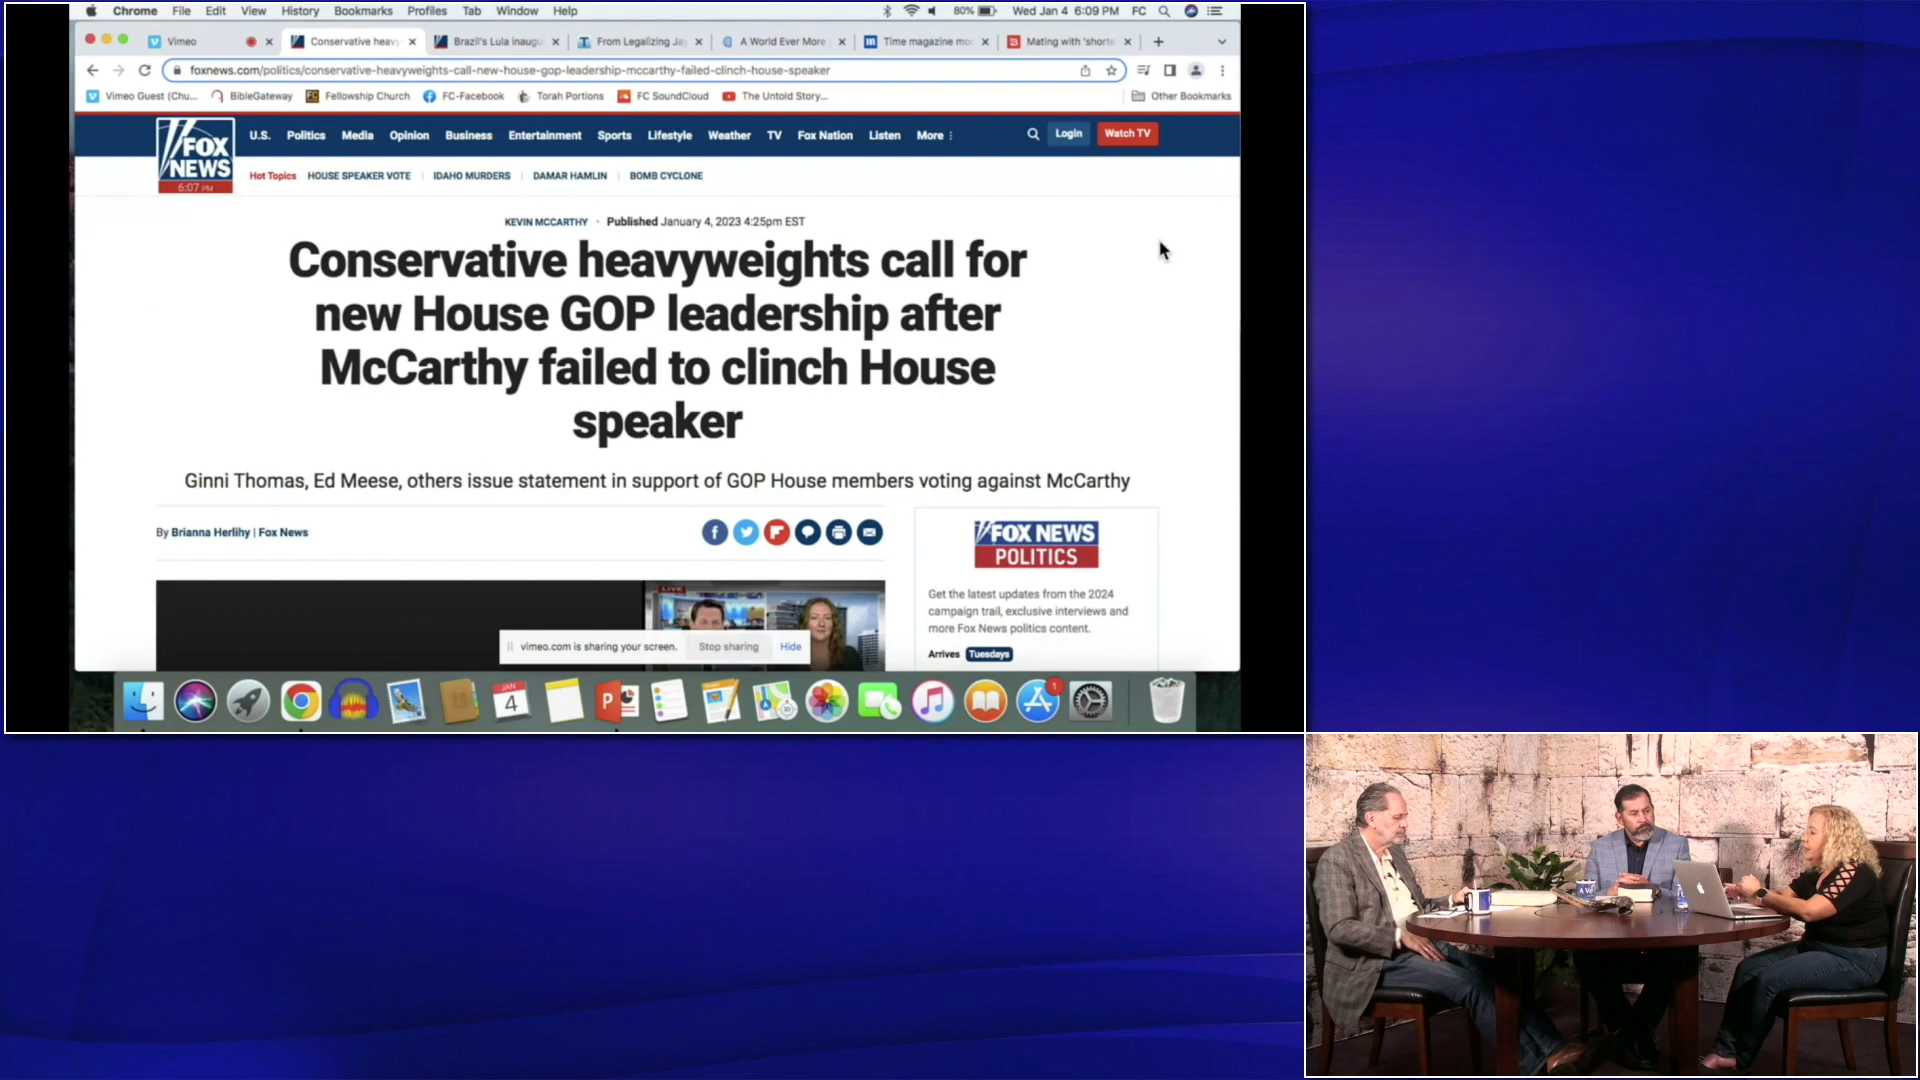 Chrome File Edit View History Bookmarks Profiles Tab Window Help 80% Wed Jan 4 6:09 PM FC
Vimeo Conservative heavy Brazil's Lula inaugu From Legalizing Ja A World Ever More Time magazine mo Mating with 'shorte
foxnews.com/politics/conservative-heavyweights-call-new-house-gop-leadership-mccarthy-failed-clinch-house-speaker
Vimeo Guest (Chu... BibleGateway Fellowship Church FC-Facebook Torah Portions FC SoundCloud The Untold Story... Other Bookmarks
FOX NEWS
6:07 PM
U.S. Politics Media Opinion Business Entertainment Sports Lifestyle Weather TV Fox Nation Listen More Login Watch TV
Hot Topics HOUSE SPEAKER VOTE IDAHO MURDERS DAMAR HAMLIN BOMB CYCLONE
KEVIN MCCARTHY · Published January 4, 2023 4:25pm EST
Conservative heavyweights call for
new House GOP leadership after
McCarthy failed to clinch House
speaker
Ginni Thomas, Ed Meese, others issue statement in support of GOP House members voting against McCarthy
By Brianna Herlihy | Fox News
FOX NEWS
POLITICS
Get the latest updates from the 2024
campaign trail, exclusive interviews and
more Fox News politics content.
Arrives Tuesdays
LIVE
vimeo.com is sharing your screen. Stop sharing Hide
JAN
4
1